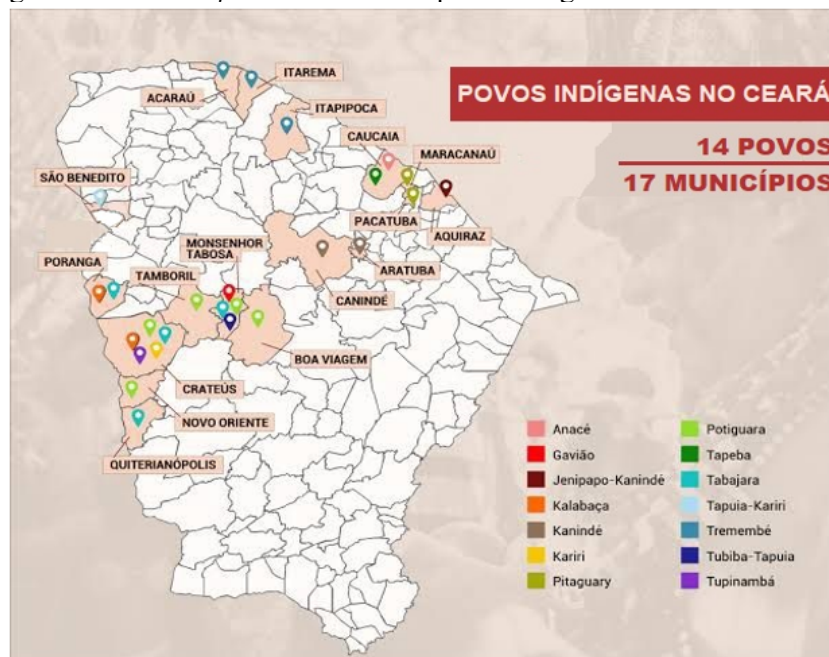 POVOS INDÍGENAS NO CEARÁ
14 POVOS
17 MUNICÍPIOS
ITAREMA
ACARAÚ
ITAPIPOCA
CAUCAIA
MARACANAÚ
SÃO BENEDITO
PACATUBA
AQUIRAZ
MONSENHOR
TABOSA
ARATUBA
PORANGA
TAMBORIL
CANINDÉ
BOA VIAGEM
CRATEÚS
NOVO ORIENTE
QUITERIANÓPOLIS
Anacé
Gavião
Jenipapo-Kanindé
Kalabaça
Kanindé
Kariri
Pitaguary
Potiguara
Tapeba
Tabajara
Tapuia-Kariri
Tremembé
Tubiba-Tapuia
Tupinambá